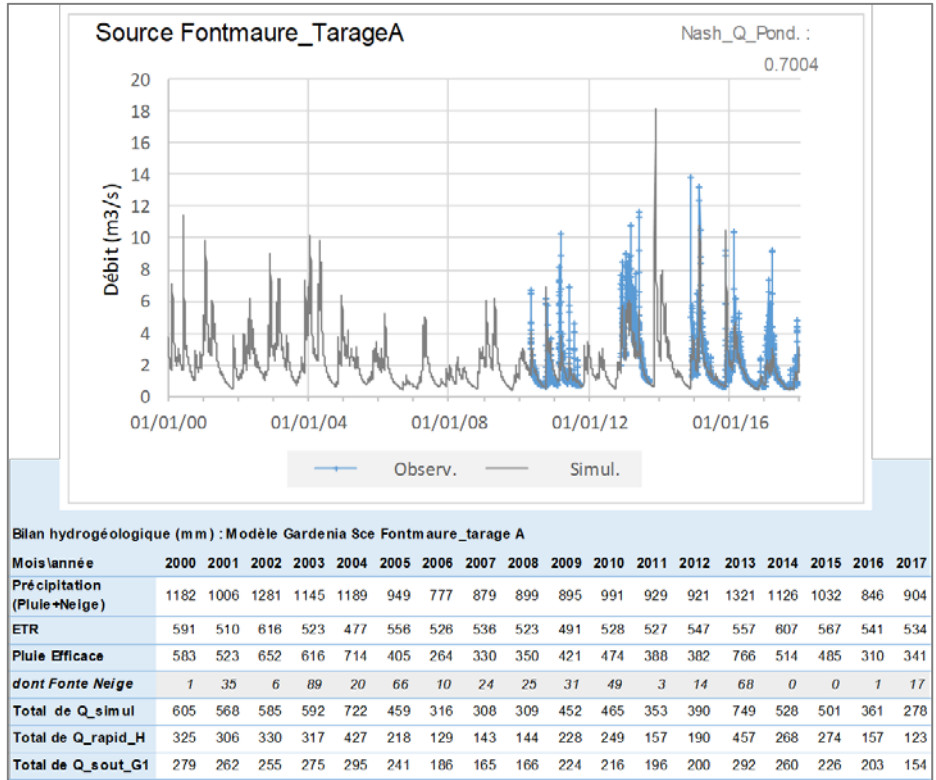 Source Fontmaure_TarageA
Nash_Q_Pond. :
0.7004
Débit (m3/s)
20
18
16
14
12
10
8
6
4
2
0
01/01/00 01/01/04 01/01/08 01/01/12 01/01/16
Observ. Simul.
Bilan hydrogéologique (mm) : Modèle Gardenia Sce Fontmaure_tarage A
Mois\année 2000 2001 2002 2003 2004 2005 2006 2007 2008 2009 2010 2011 2012 2013 2014 2015 2016 2017
Précipitation
(Pluie+Neige) 1182 1006 1281 1145 1189 949 777 879 899 895 991 929 921 1321 1126 1032 846 904
ETR 591 510 616 523 477 556 526 536 523 491 528 527 547 557 607 567 541 534
Pluie Efficace 583 523 652 616 714 405 264 330 350 421 474 388 382 766 514 485 310 341
dont Fonte Neige 1 35 6 89 20 66 10 24 25 31 49 3 14 68 0 0 1 17
Total de Q_simul 605 568 585 592 722 459 316 308 309 452 465 353 390 749 528 501 361 278
Total de Q_rapid_H 325 306 330 317 427 218 129 143 144 228 249 157 190 457 268 274 157 123
Total de Q_sout_G1 279 262 255 275 295 241 186 165 166 224 216 196 200 292 260 226 203 154